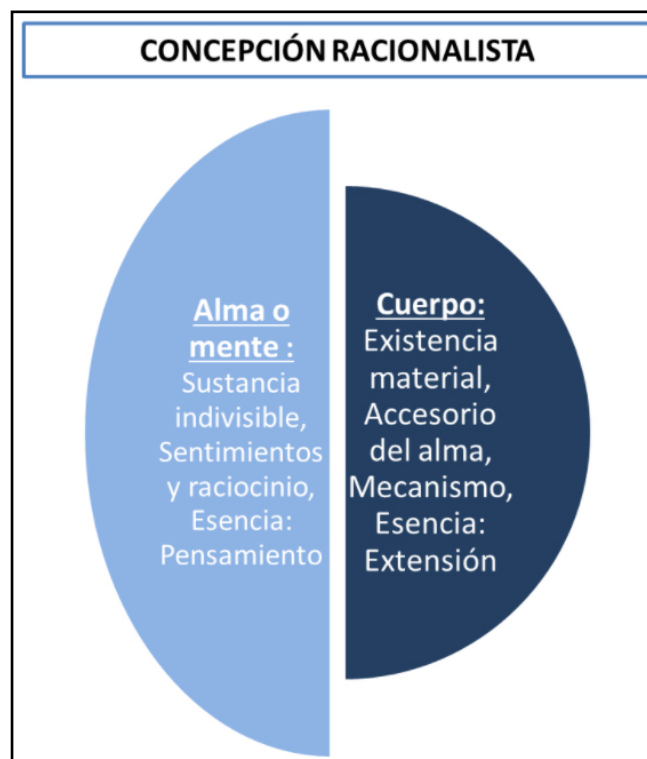 CONCEPCIÓN RACIONALISTA
Alma o
mente :
Sustancia
indivisible,
Sentimientos
y raciocinio,
Esencia:
Pensamiento
Cuerpo:
Existencia
material,
Accesorio
del alma,
Mecanismo,
Esencia:
Extensión